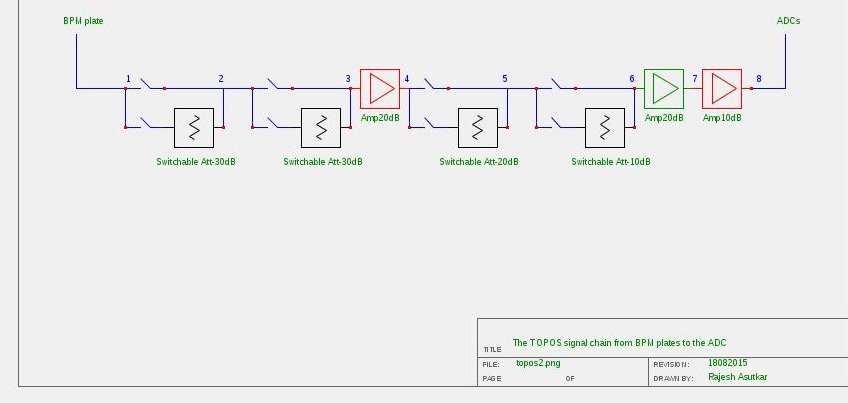 BPM plate
ADCs
1 2 3 4 5 6 7 8
Amp20dB Amp20dB Amp10dB
Switchable Att-30dB Switchable Att-30dB Switchable Att-20dB Switchable Att-10dB
TITLE The TOPOS signal chain from BPM plates to the ADC
FILE: topos2.png REVISION: 18082015
PAGE OF DRAWN BY: Rajesh Asutkar